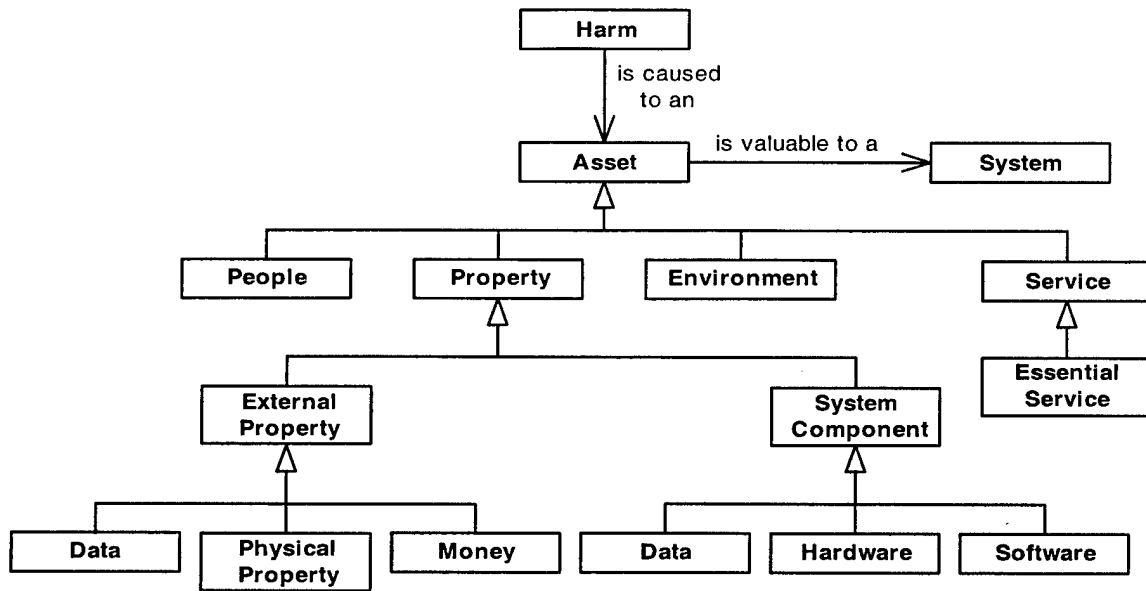 Harm
is caused
to an
Asset
is valuable to a
System
People
Property
Environment
Service
External
Property
System
Component
Essential
Service
Data
Physical
Property
Money
Data
Hardware
Software